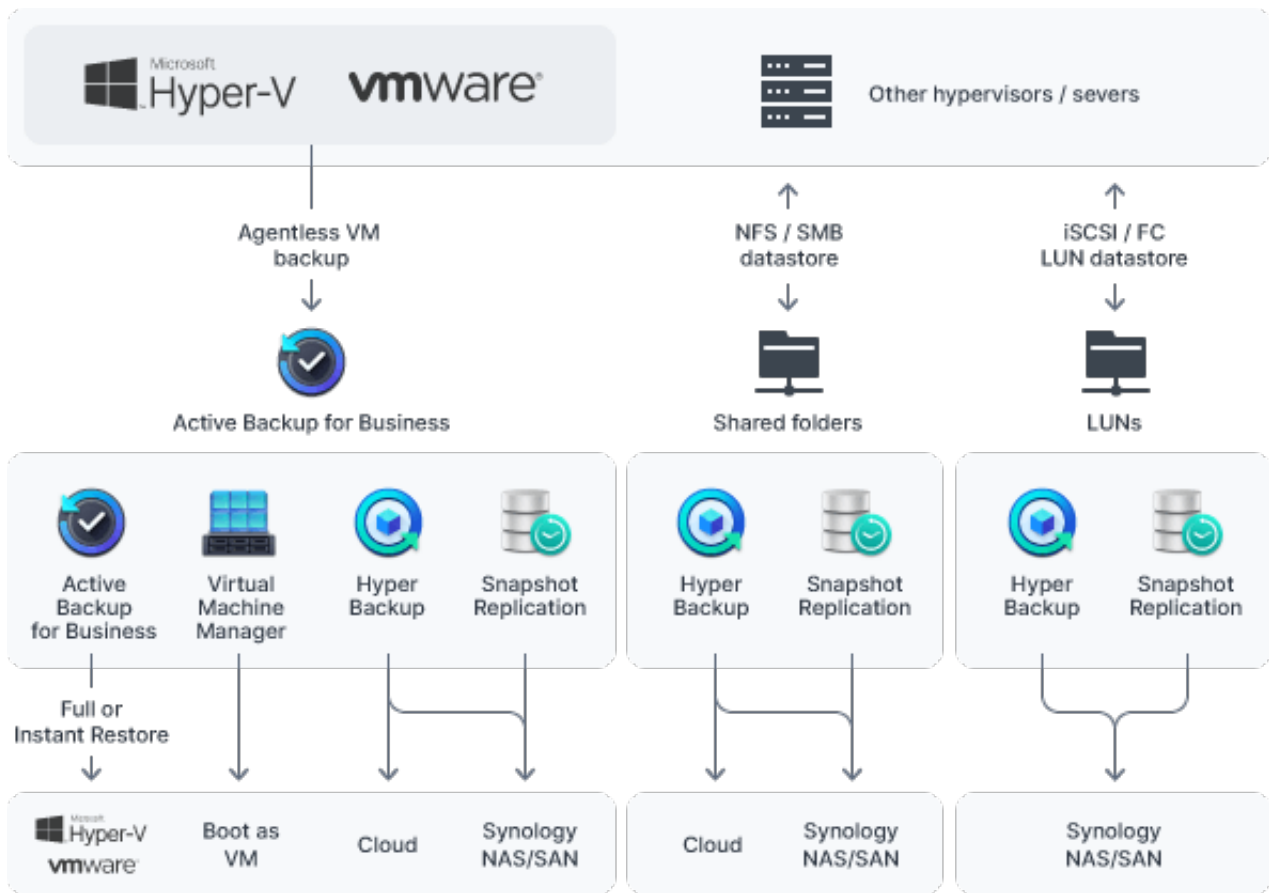 Microsoft
Hyper-V
vmware®
Other hypervisors / severs
Agentless VM
backup
NFS / SMB
datastore
iSCSI / FC
LUN datastore
Active Backup for Business
Shared folders
LUNs
Active
Backup
for Business
Virtual
Machine
Manager
Hyper
Backup
Snapshot
Replication
Hyper
Backup
Snapshot
Replication
Hyper
Backup
Snapshot
Replication
Full or
Instant Restore
Microsoft
Hyper-V
vmware
Boot as
VM
Cloud
Synology
NAS/SAN
Cloud
Synology
NAS/SAN
Synology
NAS/SAN